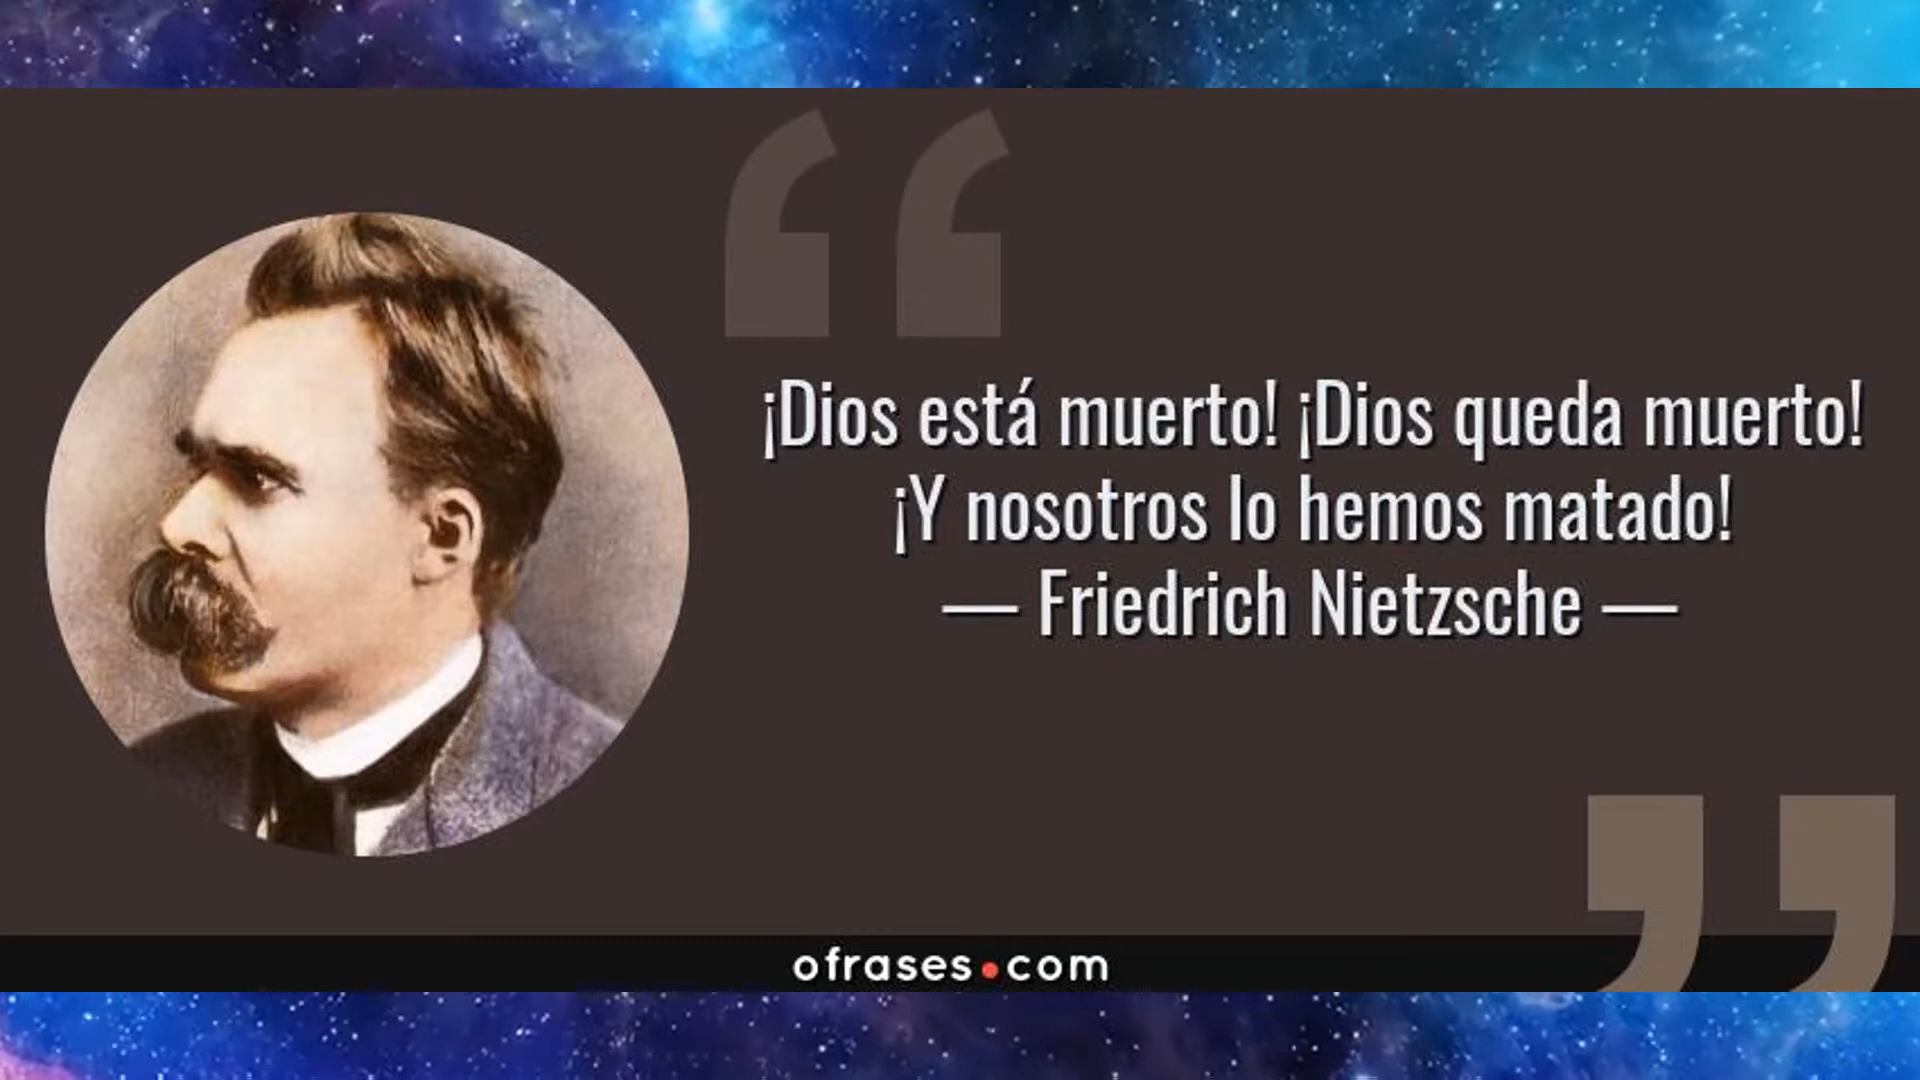 ¡Dios está muerto! ¡Dios queda muerto!
¡Y nosotros lo hemos matado!
— Friedrich Nietzsche —
ofrases.com